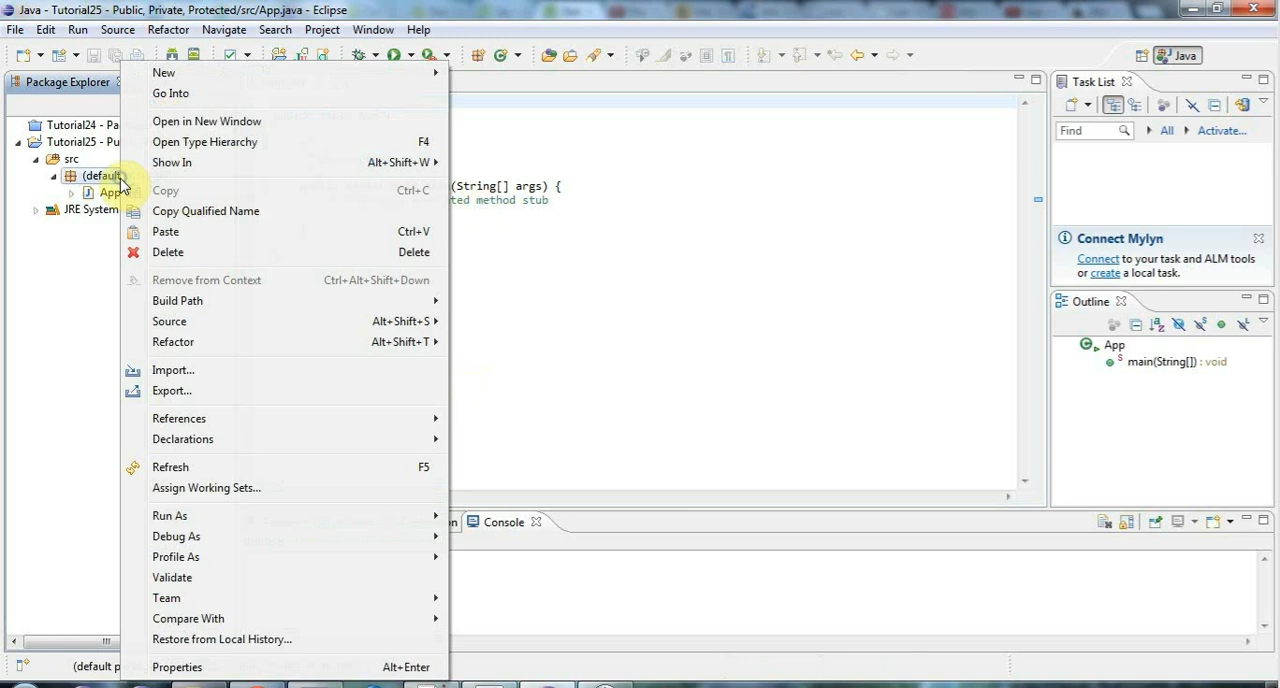 Java - Tutorial25 - Public, Private, Protected/src/App.java - Eclipse
File Edit Run Source Refactor Navigate Search Project Window Help
Java
Package Explorer
Tutorial24 - Pa
Tutorial25 - Pu
src
(default
App
JRE System
New
Go Into
Open in New Window
Open Type Hierarchy F4
Show In Alt+Shift+W
Copy Ctrl+C
Copy Qualified Name
Paste Ctrl+V
Delete Delete
Remove from Context Ctrl+Alt+Shift+Down
Build Path
Source Alt+Shift+S
Refactor Alt+Shift+T
Import...
Export...
References
Declarations
Refresh F5
Assign Working Sets...
Run As
Debug As
Profile As
Validate
Team
Compare With
Restore from Local History...
Properties Alt+Enter
(String[] args) {
ted method stub
Task List
Find All Activate...
Connect Mylyn
Connect to your task and ALM tools
or create a local task.
Outline
App
main(String[]) : void
on Console
(default p